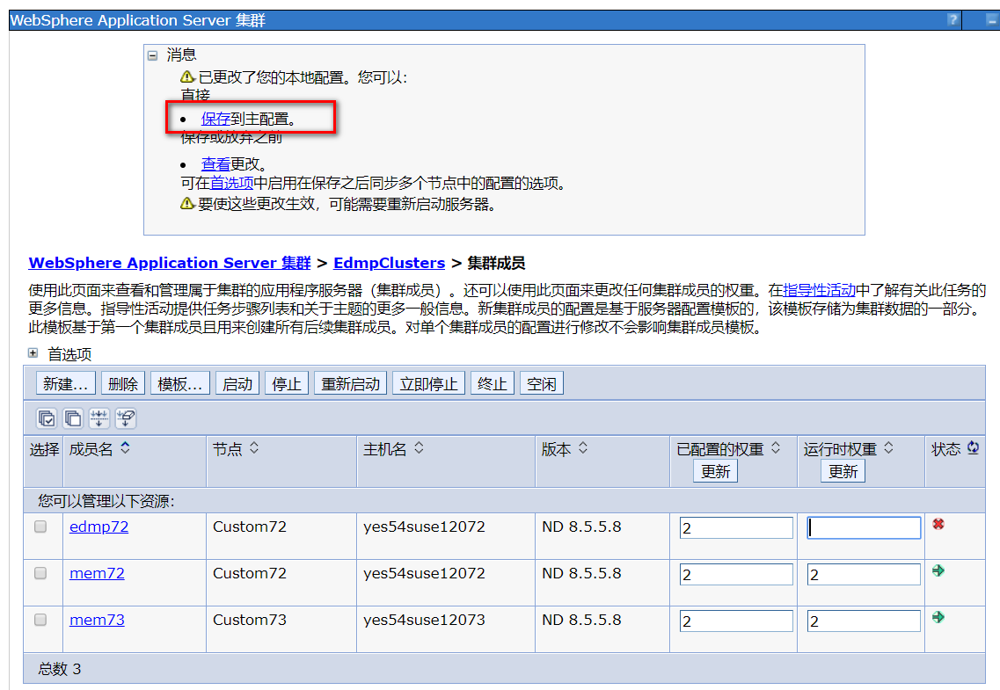 WebSphere Application Server 集群
?
消息
已更改了您的本地配置。您可以:
直接
• 保存到主配置。
保存或放弃之前
• 查看更改。
可在首选项中启用在保存之后同步多个节点中的配置的选项。
要使这些更改生效，可能需要重新启动服务器。
WebSphere Application Server 集群 > EdmpClusters > 集群成员
使用此页面来查看和管理属于集群的应用程序服务器（集群成员）。还可以使用此页面来更改任何集群成员的权重。在指导性活动中了解有关此任务的
更多信息。指导性活动提供任务步骤列表和关于主题的更多一般信息。新集群成员的配置是基于服务器配置模板的，该模板存储为集群数据的一部分。
此模板基于第一个集群成员且用来创建所有后续集群成员。对单个集群成员的配置进行修改不会影响集群成员模板。
首选项
新建... 删除 模板... 启动 停止 重新启动 立即停止 终止 空闲
选择 成员名 节点 主机名 版本 已配置的权重 运行时权重 状态
更新 更新
您可以管理以下资源:
edmp72 Custom72 yes54suse12072 ND 8.5.5.8 2
mem72 Custom72 yes54suse12072 ND 8.5.5.8 2 2
mem73 Custom73 yes54suse12073 ND 8.5.5.8 2 2
总数 3